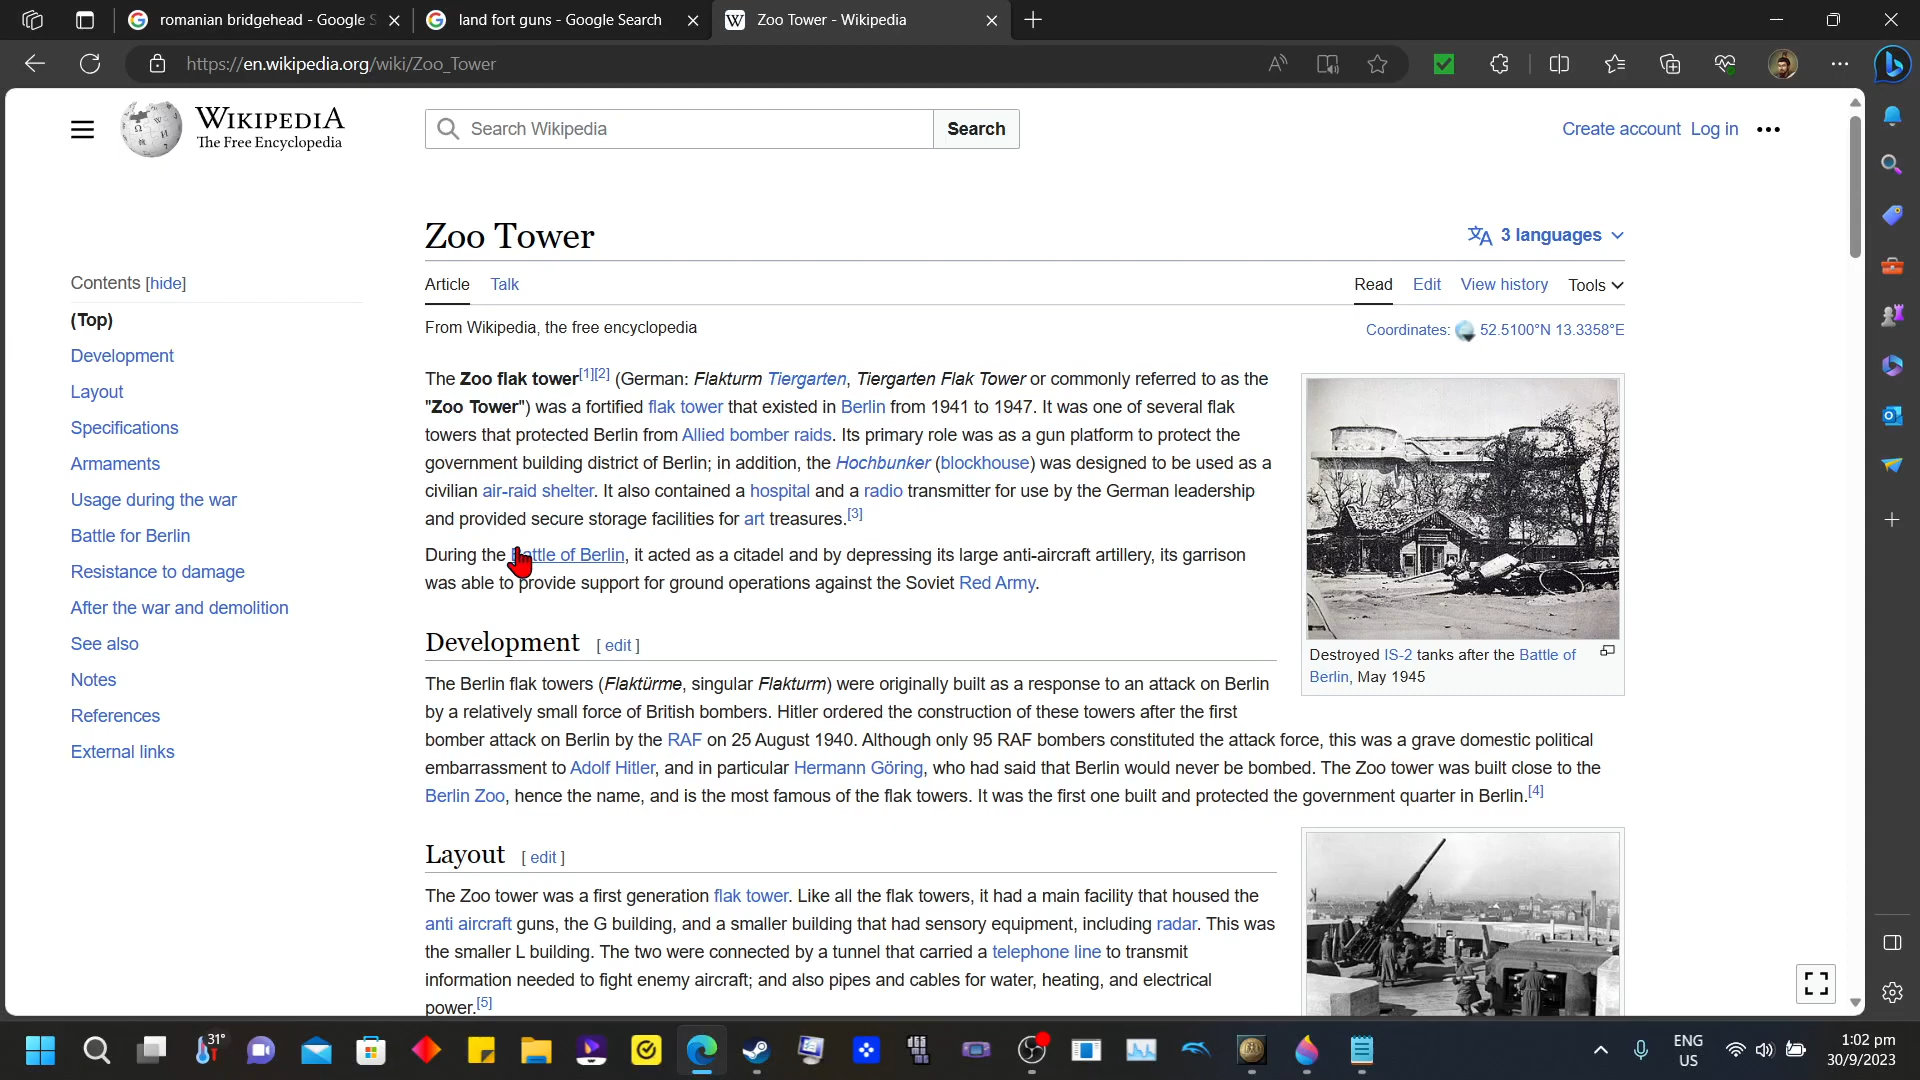 romanian bridgehead - Google S
land fort guns - Google Search
Zoo Tower - Wikipedia
https://en.wikipedia.org/wiki/Zoo_Tower
WIKIPEDIA
The Free Encyclopedia
Search Wikipedia
Search
Create account Log in
Zoo Tower
3 languages
Article Talk
Read Edit View history Tools
From Wikipedia, the free encyclopedia
Coordinates: 52.5100°N 13.3358°E
Contents [hide]
(Top)
Development
Layout
Specifications
Armaments
Usage during the war
Battle for Berlin
Resistance to damage
After the war and demolition
See also
Notes
References
External links
The Zoo flak tower[1][2] (German: Flakturm Tiergarten, Tiergarten Flak Tower or commonly referred to as the
"Zoo Tower") was a fortified flak tower that existed in Berlin from 1941 to 1947. It was one of several flak
towers that protected Berlin from Allied bomber raids. Its primary role was as a gun platform to protect the
government building district of Berlin; in addition, the Hochbunker (blockhouse) was designed to be used as a
civilian air-raid shelter. It also contained a hospital and a radio transmitter for use by the German leadership
and provided secure storage facilities for art treasures.[3]
During the Battle of Berlin, it acted as a citadel and by depressing its large anti-aircraft artillery, its garrison
was able to provide support for ground operations against the Soviet Red Army.
Destroyed IS-2 tanks after the Battle of
Berlin, May 1945
Development [ edit ]
The Berlin flak towers (Flaktürme, singular Flakturm) were originally built as a response to an attack on Berlin
by a relatively small force of British bombers. Hitler ordered the construction of these towers after the first
bomber attack on Berlin by the RAF on 25 August 1940. Although only 95 RAF bombers constituted the attack force, this was a grave domestic political
embarrassment to Adolf Hitler, and in particular Hermann Göring, who had said that Berlin would never be bombed. The Zoo tower was built close to the
Berlin Zoo, hence the name, and is the most famous of the flak towers. It was the first one built and protected the government quarter in Berlin.[4]
Layout [ edit ]
The Zoo tower was a first generation flak tower. Like all the flak towers, it had a main facility that housed the
anti aircraft guns, the G building, and a smaller building that had sensory equipment, including radar. This was
the smaller L building. The two were connected by a tunnel that carried a telephone line to transmit
information needed to fight enemy aircraft; and also pipes and cables for water, heating, and electrical
power.[5]
31°
ENG
US
1:02 pm
30/9/2023